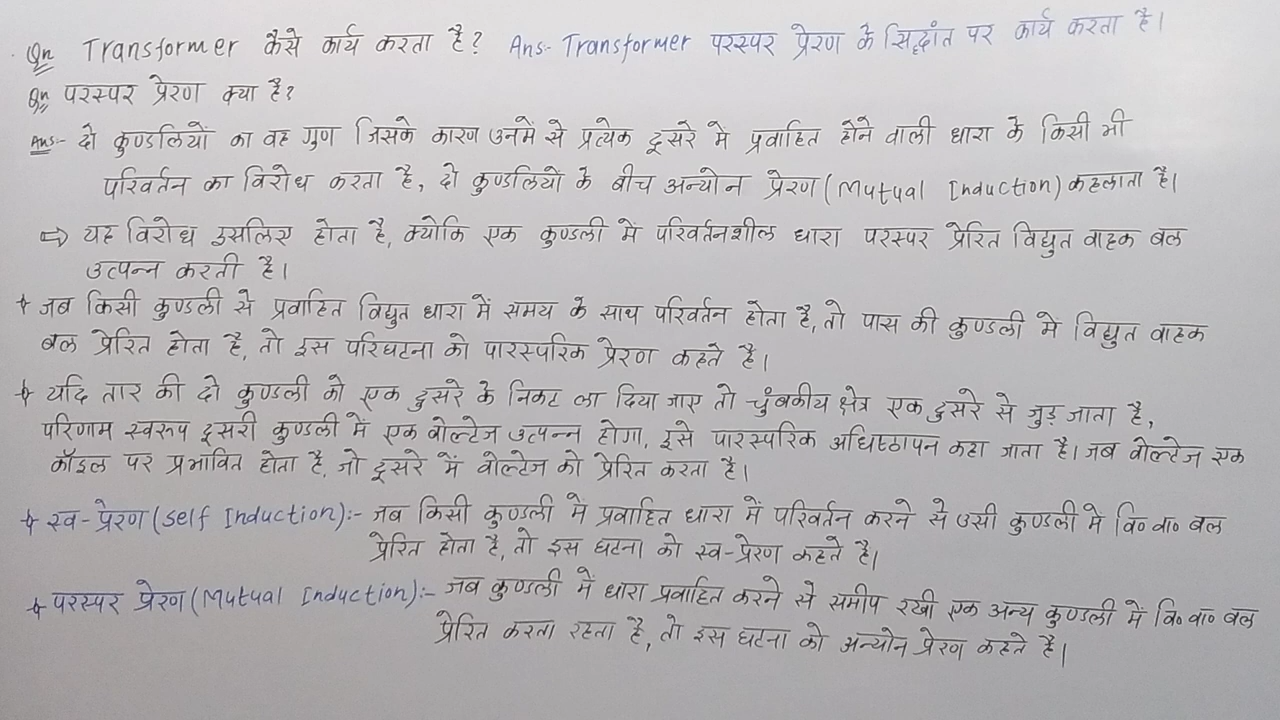 Qn Transformer कैसे कार्य करता है? Ans- Transformer परस्पर प्रेरण के सिद्धांत पर कार्य करता है।
Qn परस्पर प्रेरण क्या है?
Ans:- दो कुण्डलियों का वह गुण जिसके कारण उनमें से प्रत्येक दूसरे मे प्रवाहित होने वाली धारा के किसी भी
परिवर्तन का विरोध करता है, दो कुण्डलियों के बीच अन्योन प्रेरण (Mutual Induction) कहलाता है।
⇨ यह विरोध इसलिए होता है, क्योकि एक कुण्डली में परिवर्तनशील धारा परस्पर प्रेरित विद्युत वाहक बल
उत्पन्न करती है।
+ जब किसी कुण्डली से प्रवाहित विद्युत धारा में समय के साथ परिवर्तन होता है, तो पास की कुण्डली में विद्युत वाहक
बल प्रेरित होता है, तो इस परिघटना को पारस्परिक प्रेरण कहते है।
+ यदि तार की दो कुण्डली को एक दुसरे के निकट ला दिया जाए तो चुंबकीय क्षेत्र एक दुसरे से जुड़ जाता है,
परिणाम स्वरूप दूसरी कुण्डली में एक वोल्टेज उत्पन्न होगा, इसे पारस्परिक अधिष्ठापन कहा जाता है। जब वोल्टेज एक
कॉइल पर प्रभावित होता है, जो दूसरे में वोल्टेज को प्रेरित करता है।
+ स्व-प्रेरण (Self Induction):- जब किसी कुण्डली में प्रवाहित धारा में परिवर्तन करने से उसी कुण्डली मे वि० वा० बल
प्रेरित होता है, तो इस घटना को स्व-प्रेरण कहते है।
+ परस्पर प्रेरण (Mutual Induction):- जब कुण्डली में धारा प्रवाहित करने से समीप रखी एक अन्य कुण्डली में वि० वा० बल
प्रेरित करता रहता है, तो इस घटना को अन्योन प्रेरण कहते है।